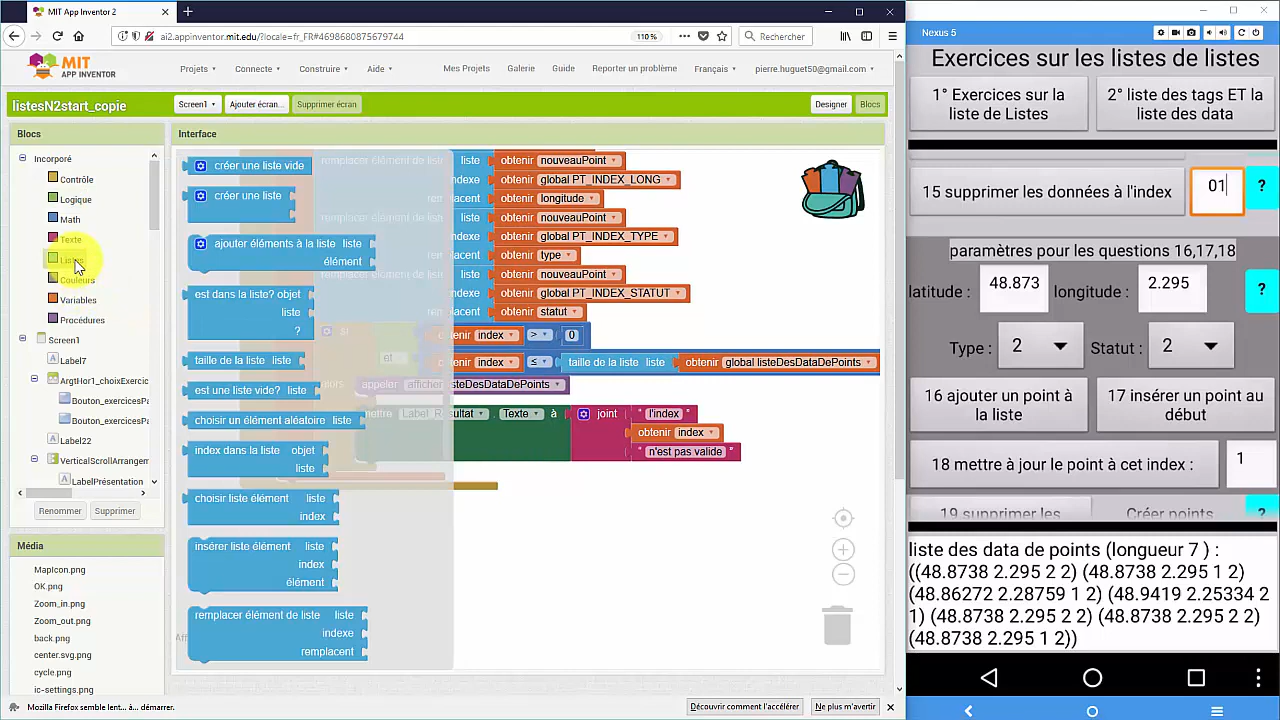 MIT App Inventor 2
ai2.appinventor.mit.edu/?locale=fr_FR#4698680875679744
110 %
Rechercher
MIT
APP INVENTOR
Projets
Connecte
Construire
Aide
Mes Projets
Galerie
Guide
Reporter un problème
Français
pierre.huguet50@gmail.com
listesN2start_copie
Screen1
Ajouter écran...
Supprimer écran
Designer
Blocs
Blocs
Incorporé
Contrôle
Logique
Math
Texte
Listes
Couleurs
Variables
Procédures
Screen1
Label7
ArgtHor1_choixExercic
Bouton_exercicesPa
Bouton_exercicesPa
Label22
VerticalScrollArrangem
LabelPrésentation
Renommer
Supprimer
Média
MapIcon.png
OK.png
Zoom_in.png
Zoom_out.png
back.png
center.svg.png
cycle.png
ic-settings.png
Interface
créer une liste vide
créer une liste
ajouter éléments à la liste liste
élément
est dans la liste? objet
liste
?
taille de la liste liste
est une liste vide? liste
choisir un élément aléatoire liste
index dans la liste objet
liste
choisir liste élément liste
index
insérer liste élément liste
index
élément
remplacer élément de liste liste
indexe
remplacent
liste obtenir nouveauPoint
obtenir global PT_INDEX_LONG
obtenir longitude
liste obtenir nouveauPoint
obtenir global PT_INDEX_TYPE
obtenir type
liste obtenir nouveauPoint
obtenir global PT_INDEX_STATUT
obtenir statut
si
index > 0
et
index ≤ taille de la liste liste obtenir global listeDesDataDePoints
appeler
Texte à joint "l'index"
obtenir index
"n'est pas valide"
Mozilla Firefox semble lent... à... démarrer.
Découvrir comment l'accélérer
Ne plus m'avertir
Nexus 5
Exercices sur les listes de listes
1° Exercices sur la
liste de Listes
2° liste des tags ET la
liste des data
15 supprimer les données à l'index
01
?
paramètres pour les questions 16,17,18
latitude :
48.873
longitude :
2.295
?
Type :
2
Statut :
2
16 ajouter un point à
la liste
17 insérer un point au
début
18 mettre à jour le point à cet index :
1
19 supprimer les
Créer points
?
liste des data de points (longueur 7 ) :
((48.8738 2.295 2 2) (48.8738 2.295 1 2)
(48.86272 2.28759 1 2) (48.9419 2.25334 2
1) (48.8738 2.295 2 2) (48.8738 2.295 2 2)
(48.8738 2.295 1 2))